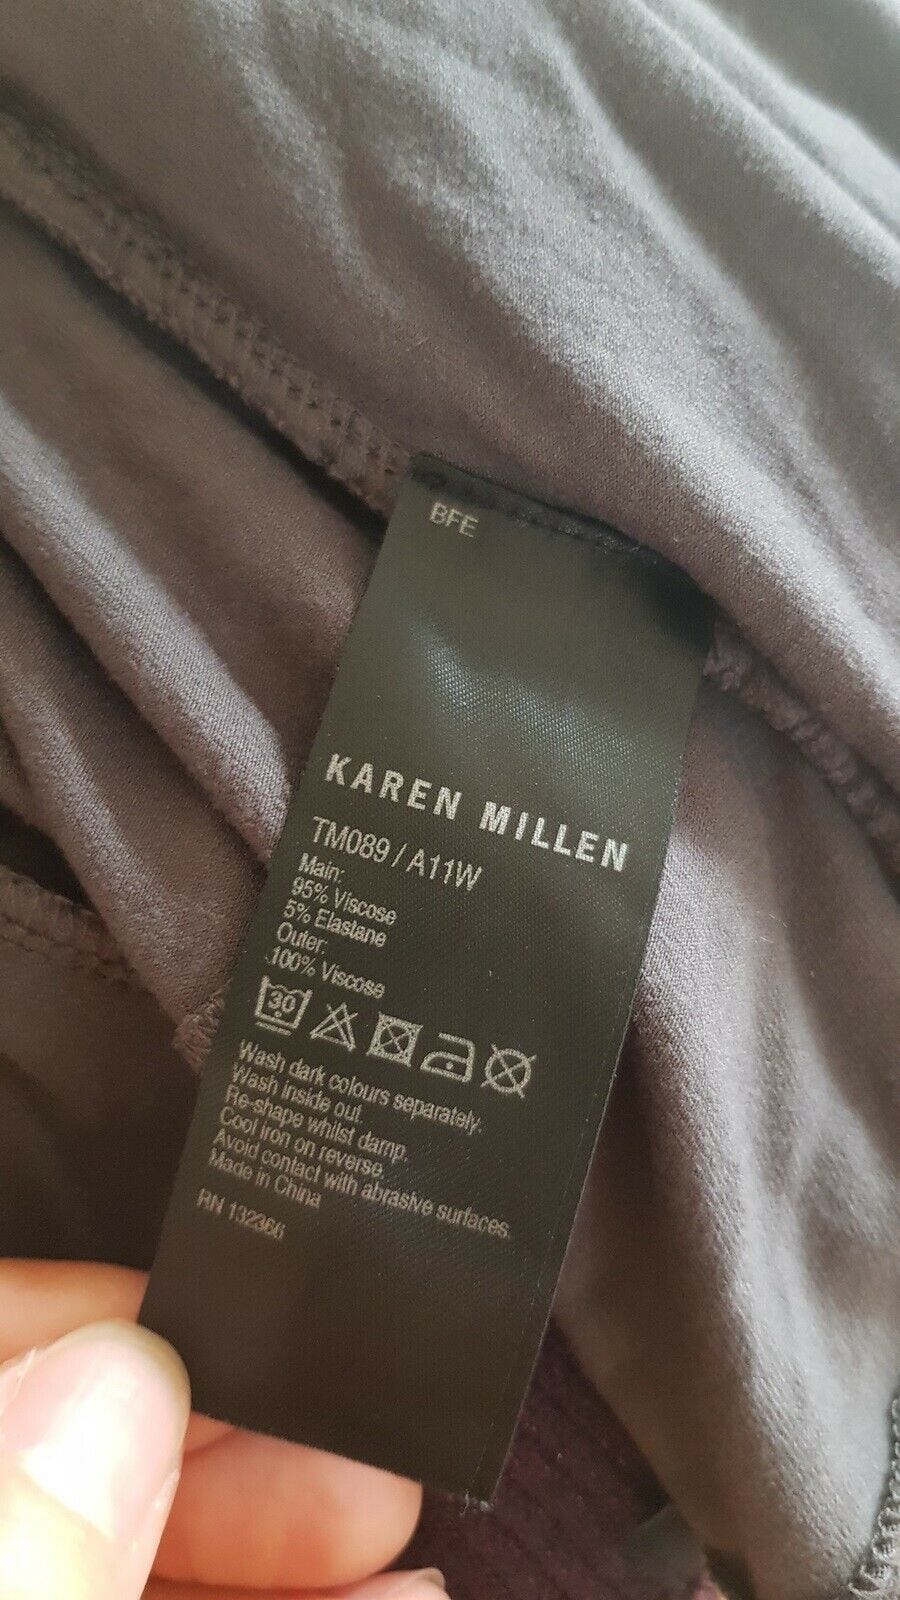 BFE
KAREN MILLEN
TM089 / A11W
Main:
95% Viscose
5% Elastane
Outer:
100% Viscose
30
Wash dark colours separately.
Wash inside out.
Re-shape whilst damp.
Cool iron on reverse.
Avoid contact with abrasive surfaces.
Made in China
RN 132366